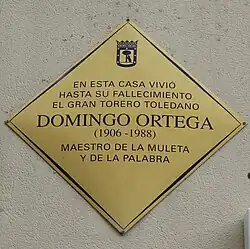 EN ESTA CASA VIVIÓ
HASTA SU FALLECIMIENTO
EL GRAN TORERO TOLEDANO
DOMINGO ORTEGA
(1906 - 1988)
MAESTRO DE LA MULETA
Y DE LA PALABRA